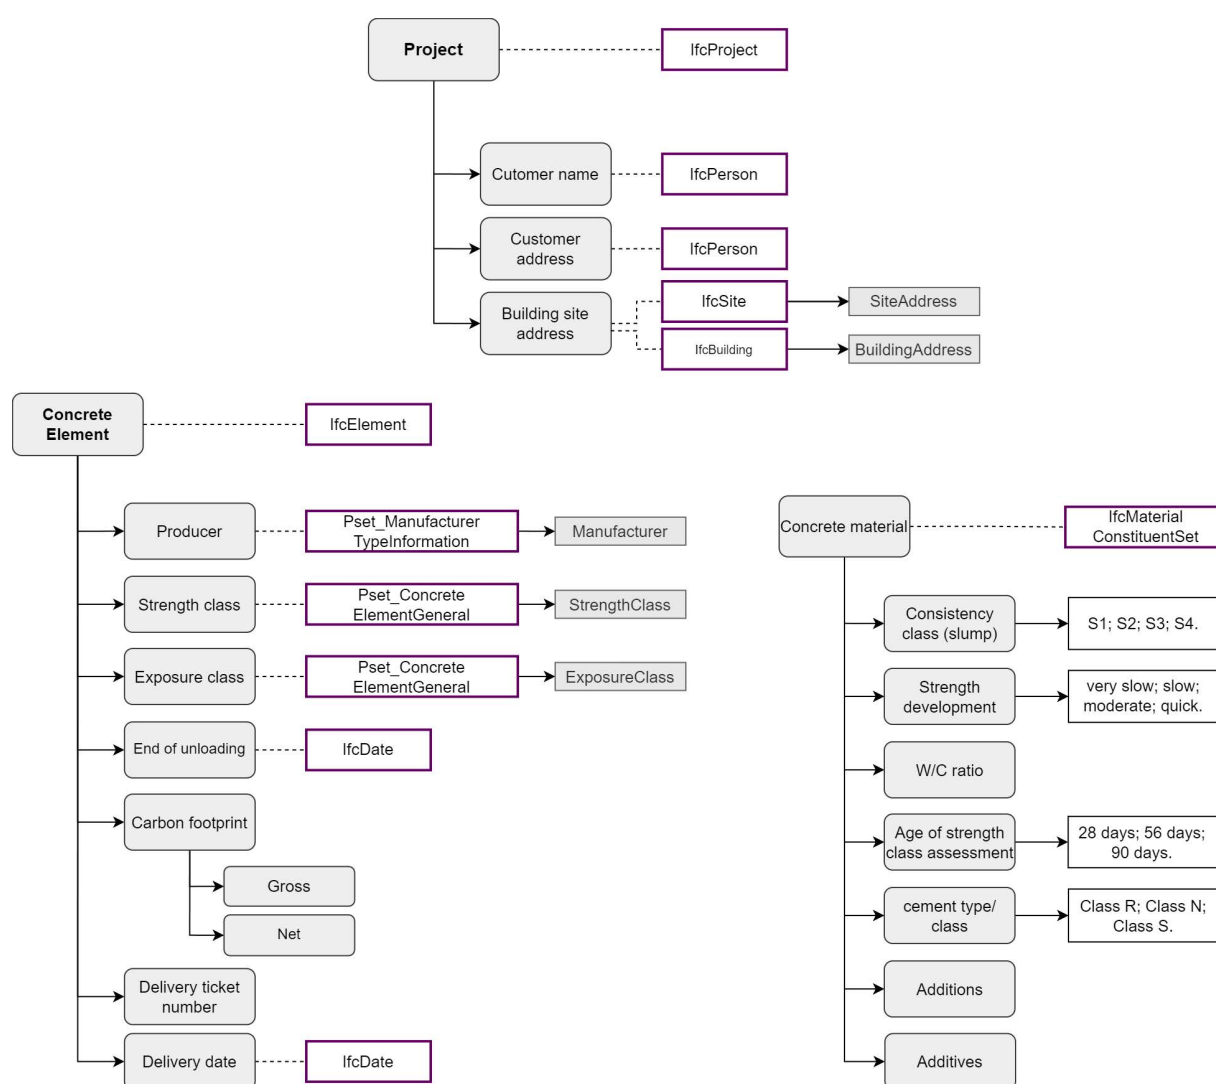 Project
IfcProject
Cutomer name
IfcPerson
Customer
address
IfcPerson
Building site
address
IfcSite
SiteAddress
IfcBuilding
BuildingAddress
Concrete
Element
IfcElement
Producer
Pset_Manufacturer
TypeInformation
Manufacturer
Strength class
Pset_Concrete
ElementGeneral
StrengthClass
Exposure class
Pset_Concrete
ElementGeneral
ExposureClass
End of unloading
IfcDate
Carbon footprint
Gross
Net
Delivery ticket
number
Delivery date
IfcDate
Concrete material
IfcMaterial
ConstituentSet
Consistency
class (slump)
S1; S2; S3; S4.
Strength
development
very slow; slow;
moderate; quick.
W/C ratio
Age of strength
class assessment
28 days; 56 days;
90 days.
cement type/
class
Class R; Class N;
Class S.
Additions
Additives